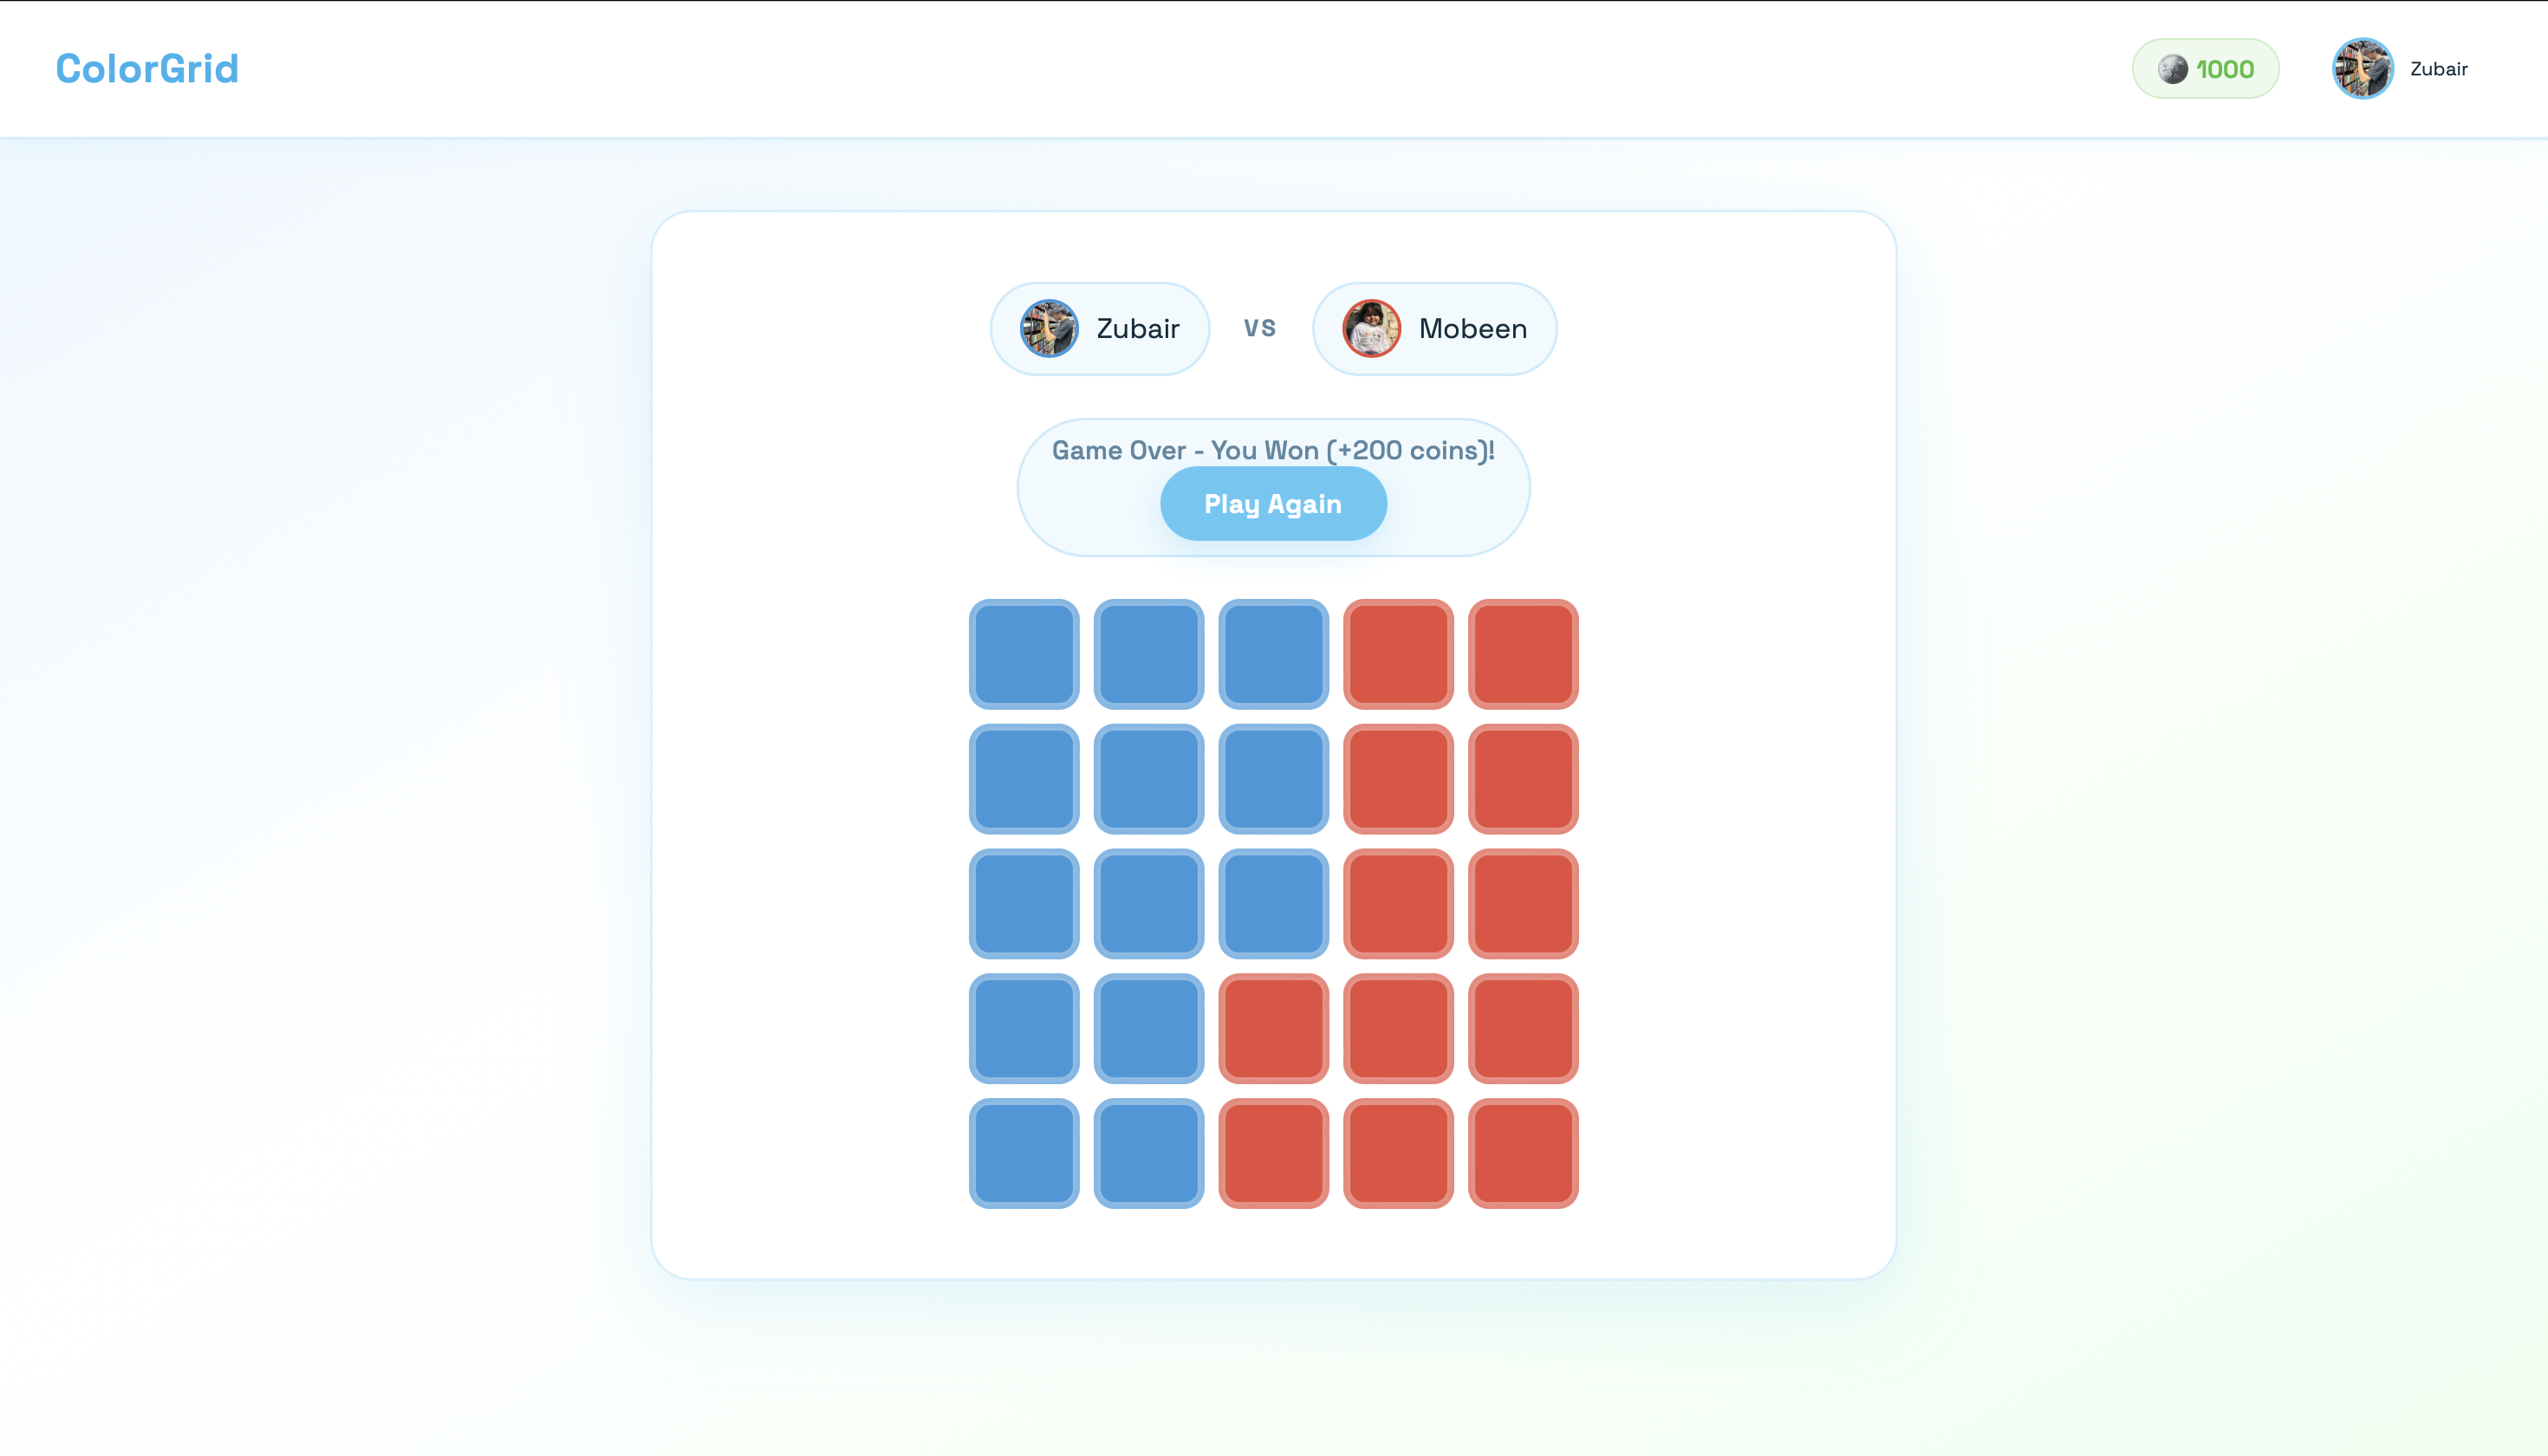 ColorGrid
1000
Zubair
Zubair
VS
Mobeen
Game Over - You Won (+200 coins)!
Play Again